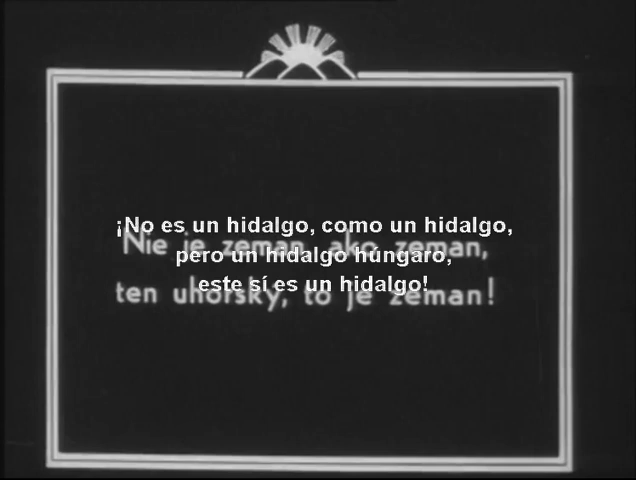 ¡No es un hidalgo, como un hidalgo,
pero un hidalgo húngaro,
este sí es un hidalgo!
Nie je zeman, ako zeman,
ten uhorský, to je zeman!